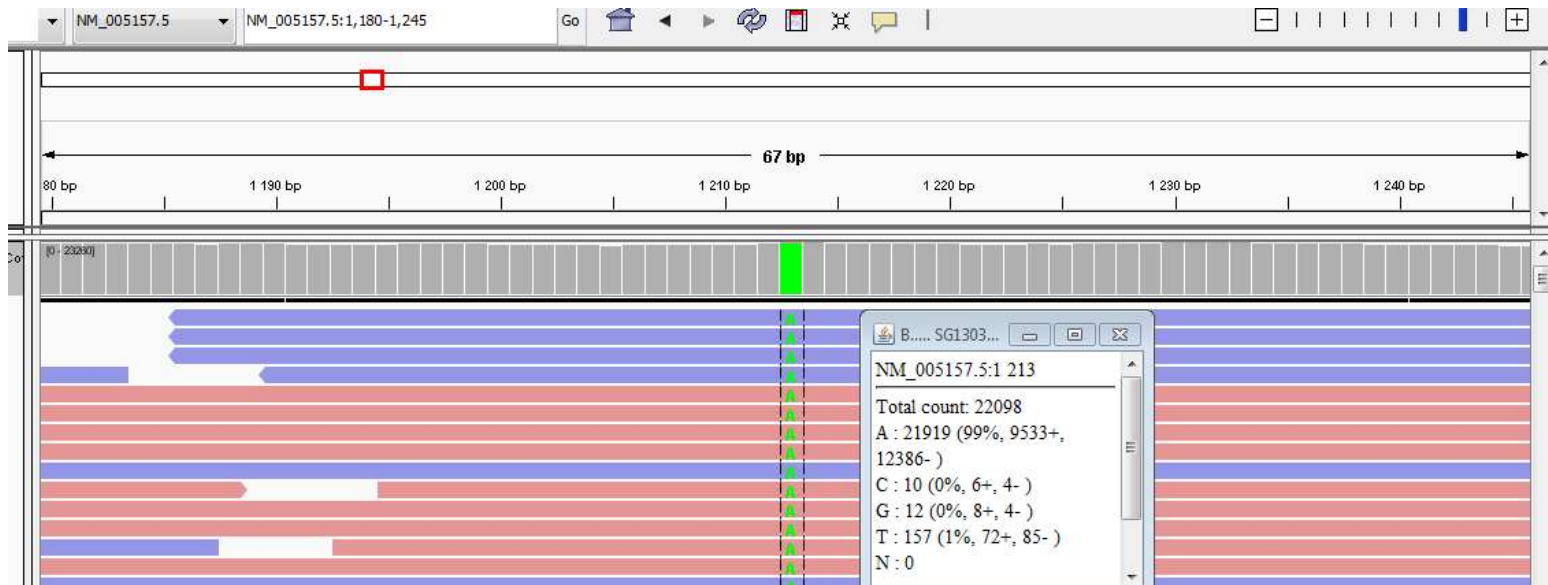 NM_005157.5 NM_005157.5:1,180-1,245 Go
67 bp
80 bp 1 190 bp 1 200 bp 1 210 bp 1 220 bp 1 230 bp 1 240 bp
[0 - 23260]
A
A
A
A
A
A
A
A
A
A
A
A
A
A
B..... SG1303...
NM_005157.5:1 213
Total count: 22098
A : 21919 (99%, 9533+,
12386- )
C : 10 (0%, 6+, 4- )
G : 12 (0%, 8+, 4- )
T : 157 (1%, 72+, 85- )
N : 0